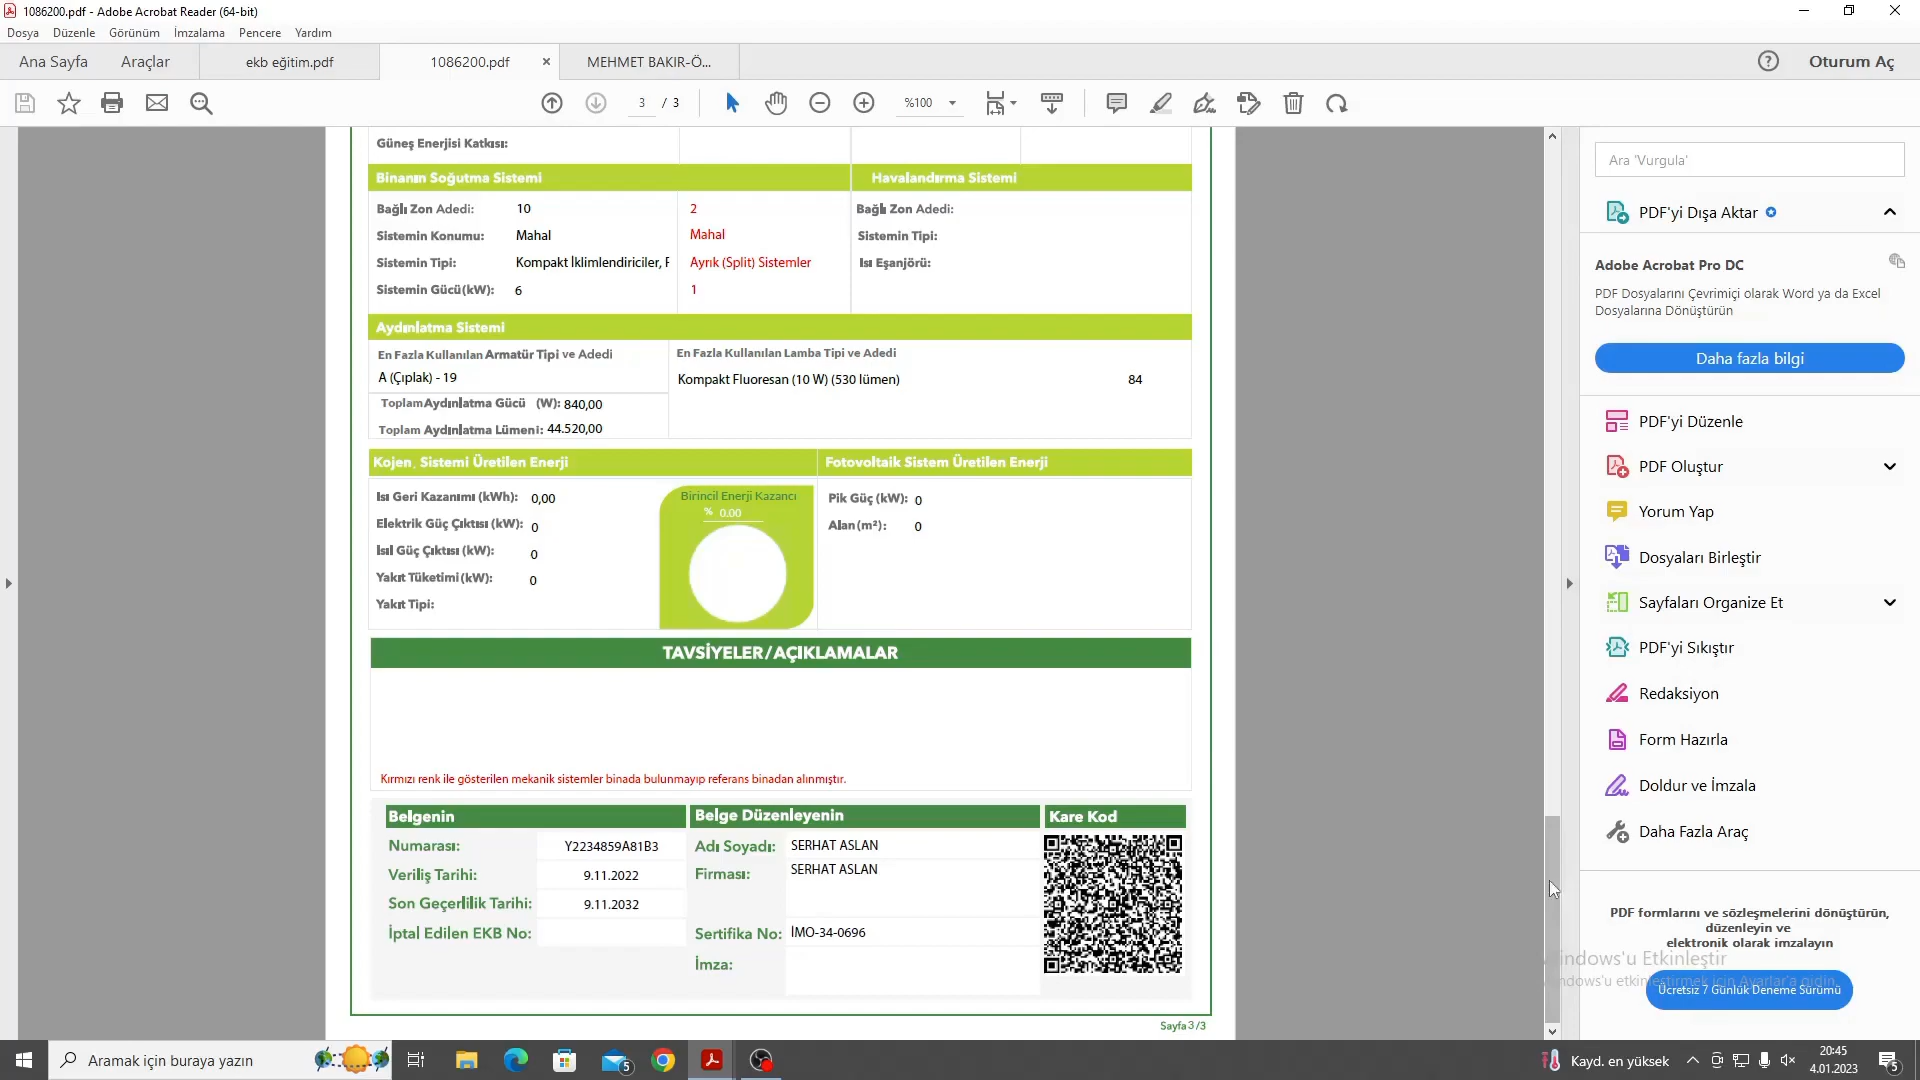 1086200.pdf - Adobe Acrobat Reader (64-bit)
Dosya Düzenle Görünüm İmzalama Pencere Yardım
Ana Sayfa Araçlar ekb eğitim.pdf 1086200.pdf × MEHMET BAKIR-Ö... Oturum Aç
3 / 3 %100
Güneş Enerjisi Katkısı:
Binanın Soğutma Sistemi Havalandırma Sistemi
Bağlı Zon Adedi: 10 2 Bağlı Zon Adedi:
Sistemin Konumu: Mahal Mahal Sistemin Tipi:
Sistemin Tipi: Kompakt İklimlendiriciler, F Ayrık (Split) Sistemler Isı Eşanjörü:
Sistemin Gücü(kW): 6 1
Aydınlatma Sistemi
En Fazla Kullanılan Armatür Tipi ve Adedi En Fazla Kullanılan Lamba Tipi ve Adedi
A (Çıplak) - 19 Kompakt Fluoresan (10 W) (530 lümen) 84
Toplam Aydınlatma Gücü (W): 840,00
Toplam Aydınlatma Lümeni: 44.520,00
Kojen. Sistemi Üretilen Enerji Fotovoltaik Sistem Üretilen Enerji
Isı Geri Kazanımı (kWh): 0,00 Birincil Enerji Kazancı Pik Güç (kW): 0
% 0.00
Elektrik Güç Çıktısı (kW): 0 Alan (m²): 0
Isıl Güç Çıktısı (kW): 0
Yakıt Tüketimi (kW): 0
Yakıt Tipi:
TAVSİYELER/AÇIKLAMALAR
Kırmızı renk ile gösterilen mekanik sistemler binada bulunmayıp referans binadan alınmıştır.
Belgenin Belge Düzenleyenin Kare Kod
Numarası: Y2234859A81B3 Adı Soyadı: SERHAT ASLAN
Veriliş Tarihi: 9.11.2022 Firması: SERHAT ASLAN
Son Geçerlilik Tarihi: 9.11.2032
İptal Edilen EKB No: Sertifika No: İMO-34-0696
İmza:
Sayfa 3/3
Ara 'Vurgula'
PDF'yi Dışa Aktar
Adobe Acrobat Pro DC
PDF Dosyalarını Çevrimiçi olarak Word ya da Excel
Dosyalarına Dönüştürün
Daha fazla bilgi
PDF'yi Düzenle
PDF Oluştur
Yorum Yap
Dosyaları Birleştir
Sayfaları Organize Et
PDF'yi Sıkıştır
Redaksiyon
Form Hazırla
Doldur ve İmzala
Daha Fazla Araç
PDF formlarını ve sözleşmelerini dönüştürün,
düzenleyin ve
elektronik olarak imzalayın
Windows'u Etkinleştir
Windows'u etkinleştirmek için Ayarlar'a gidin.
Ücretsiz 7 Günlük Deneme Sürümü
Aramak için buraya yazın 5 Kayd. en yüksek 20:45
4.01.2023 5